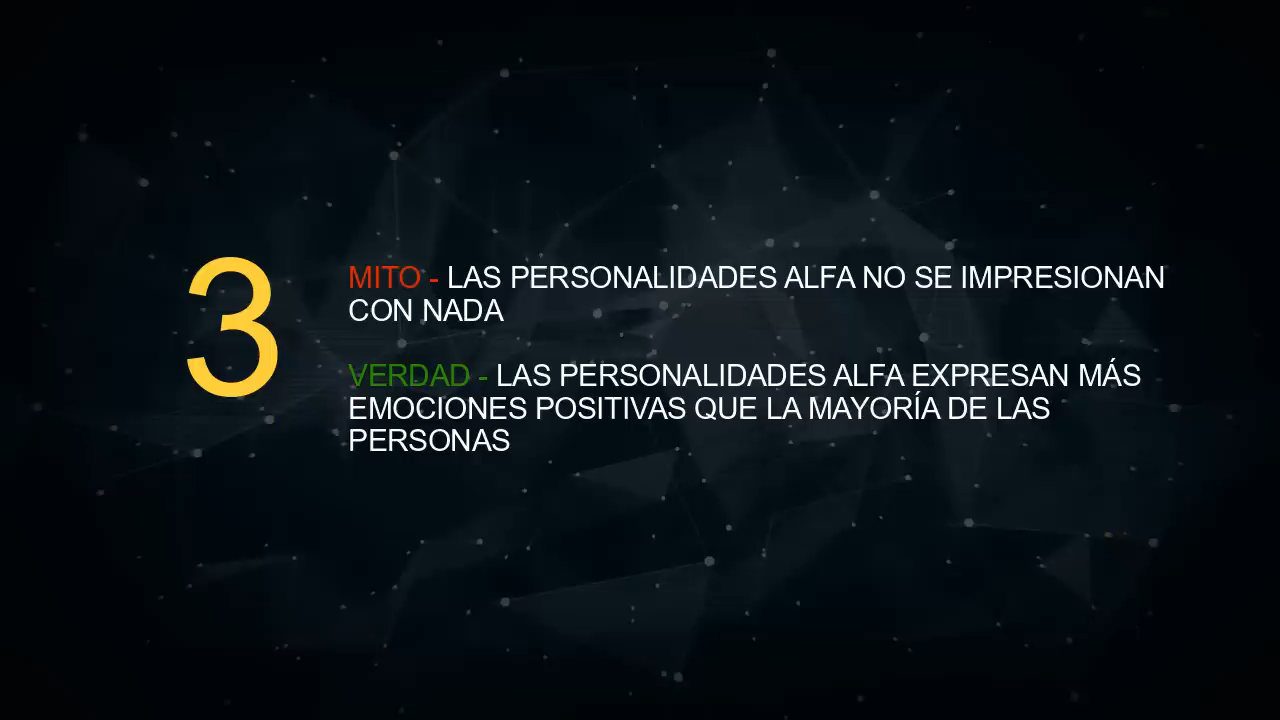 3
MITO - LAS PERSONALIDADES ALFA NO SE IMPRESIONAN
CON NADA
VERDAD - LAS PERSONALIDADES ALFA EXPRESAN MÁS
EMOCIONES POSITIVAS QUE LA MAYORÍA DE LAS
PERSONAS